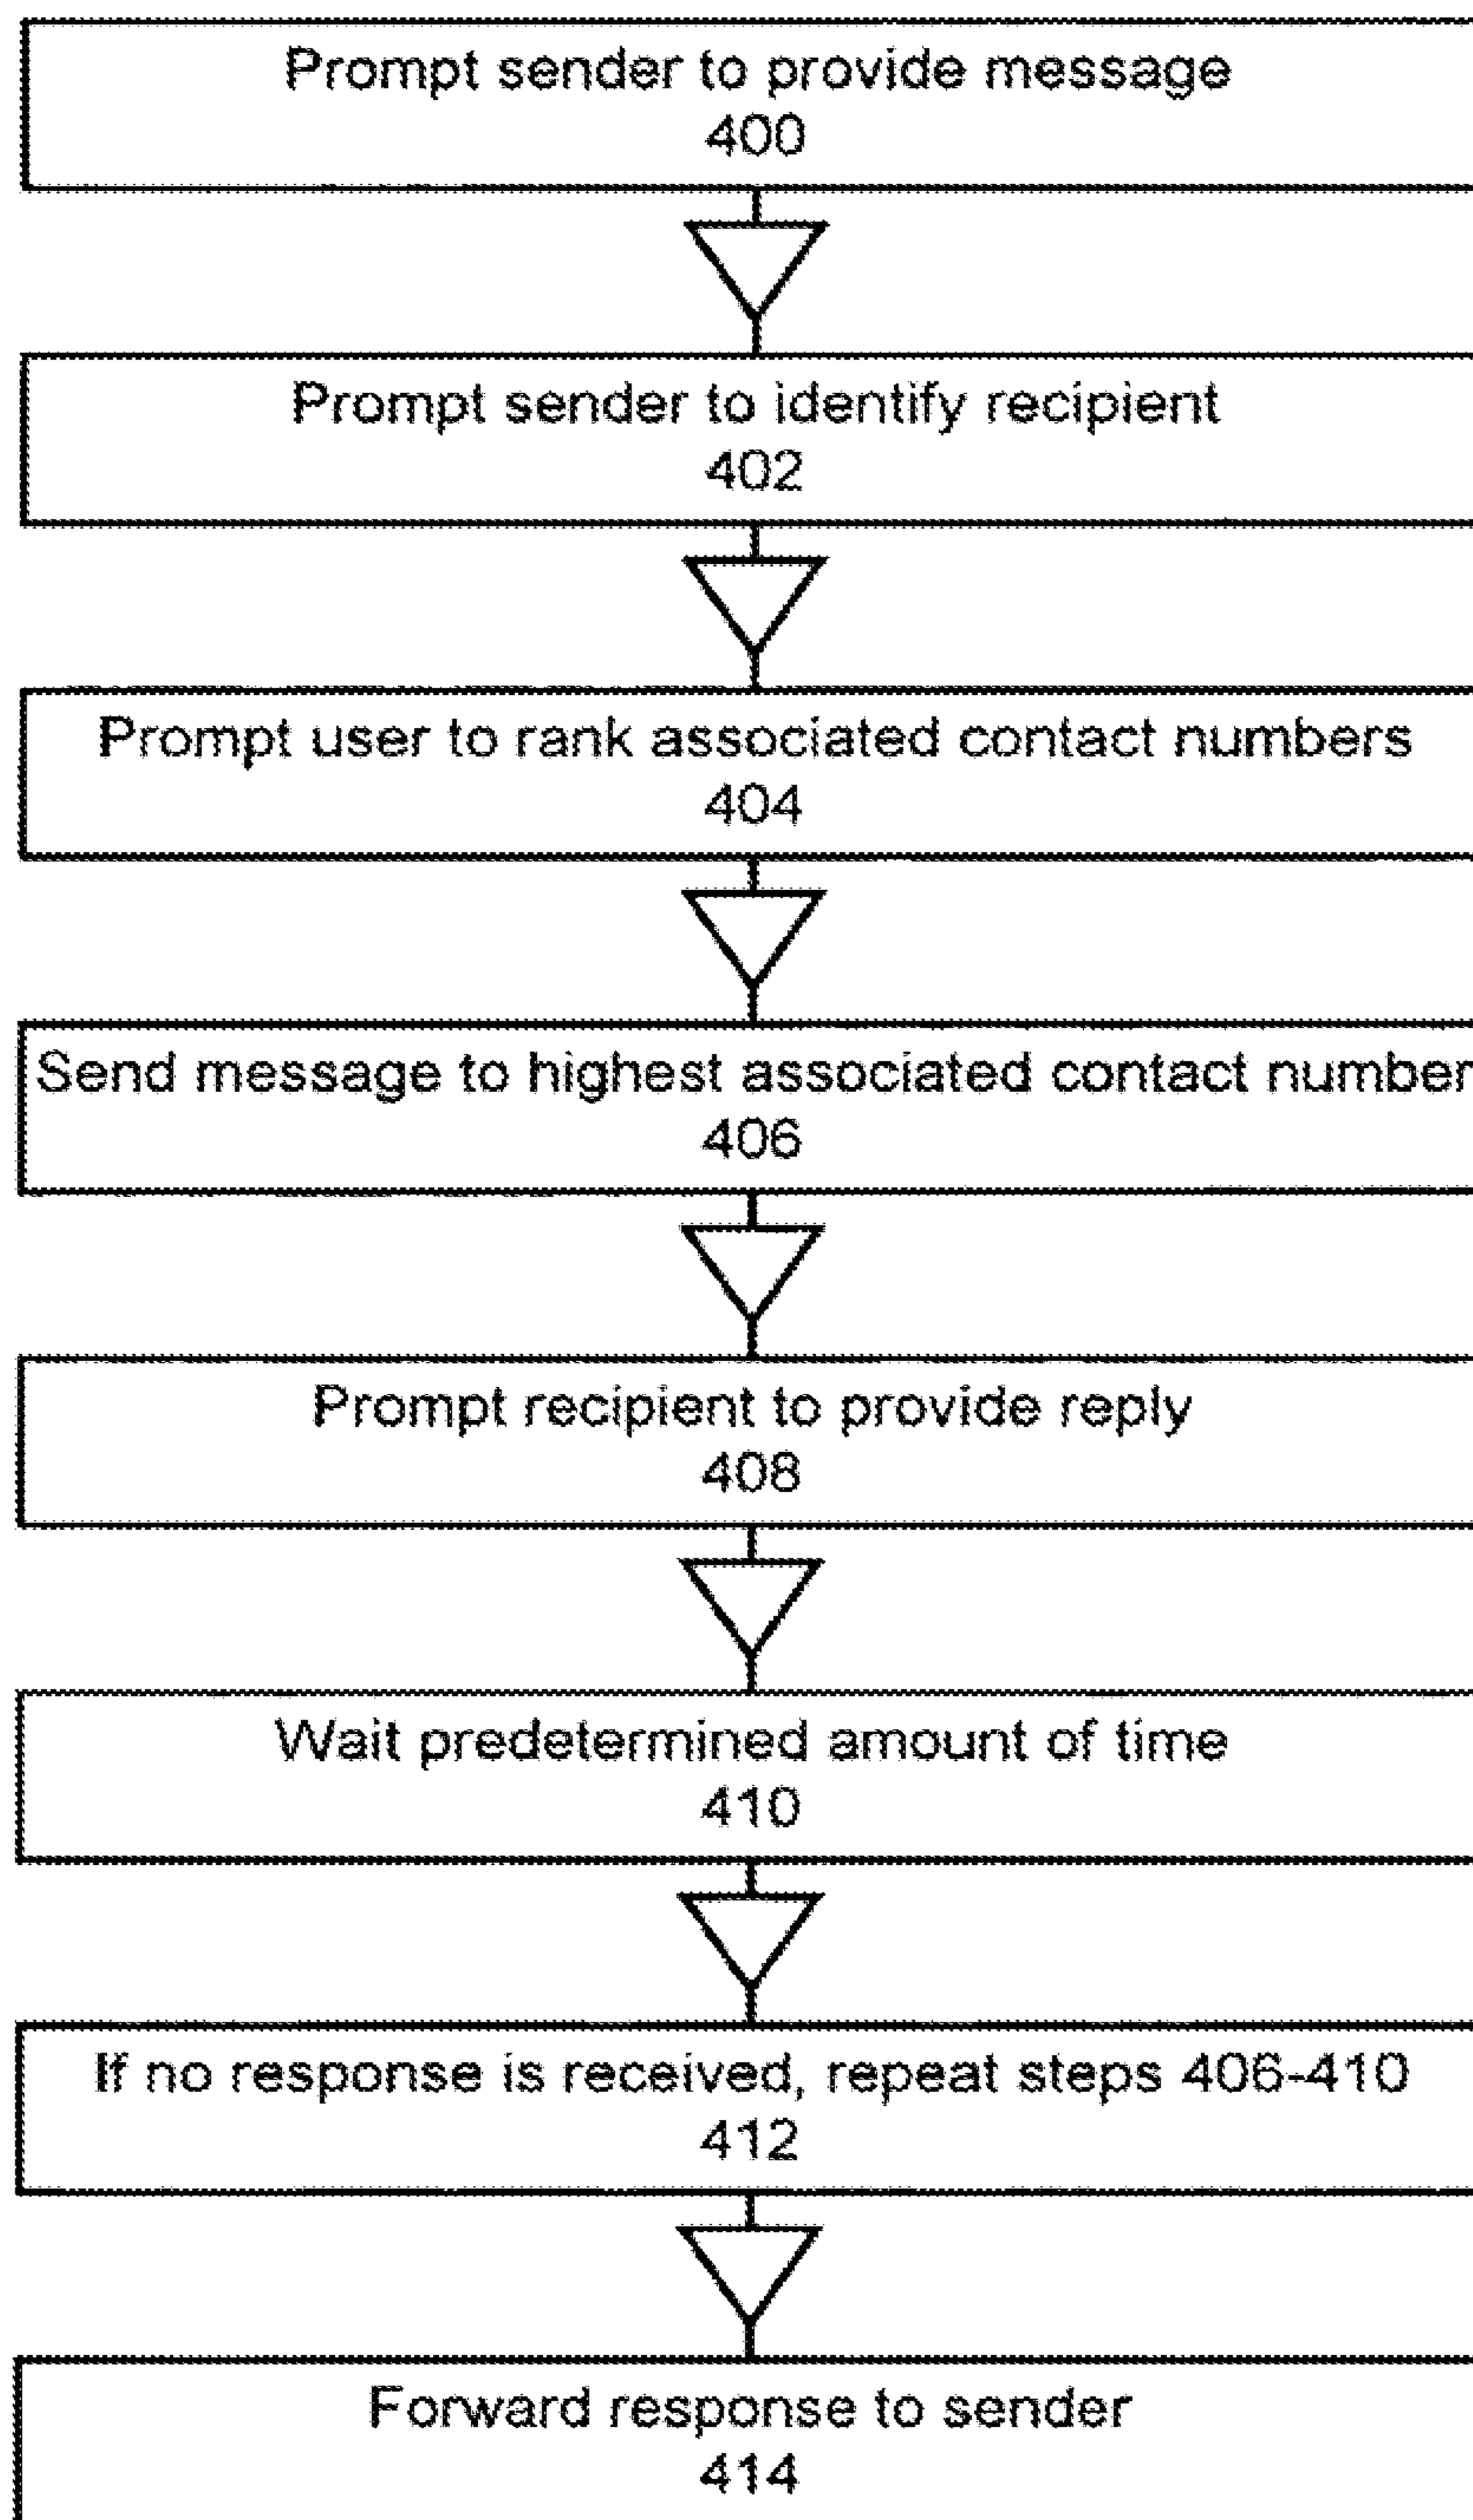 Prompt sender to provide message
400
Prompt sender to identify recipient
402
Prompt user to rank associated contact numbers
404
Send message to highest associated contact number
406
Prompt recipient to provide reply
408
Wait predetermined amount of time
410
If no response is received, repeat steps 406-410
412
Forward response to sender
414